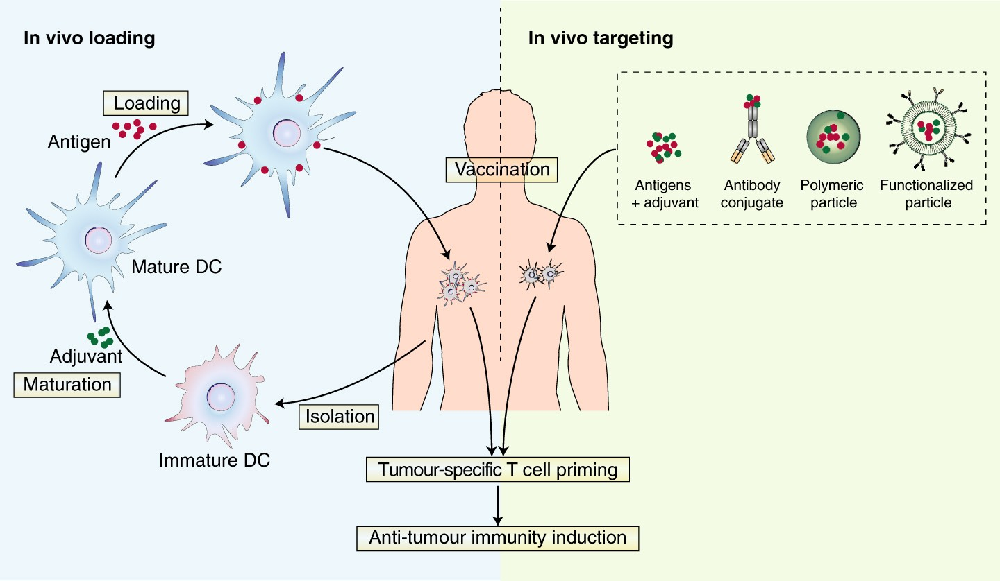 In vivo loading
In vivo targeting
Loading
Antigen
Vaccination
Antigens
+ adjuvant
Antibody
conjugate
Polymeric
particle
Functionalized
particle
Mature DC
Adjuvant
Maturation
Isolation
Immature DC
Tumour-specific T cell priming
Anti-tumour immunity induction